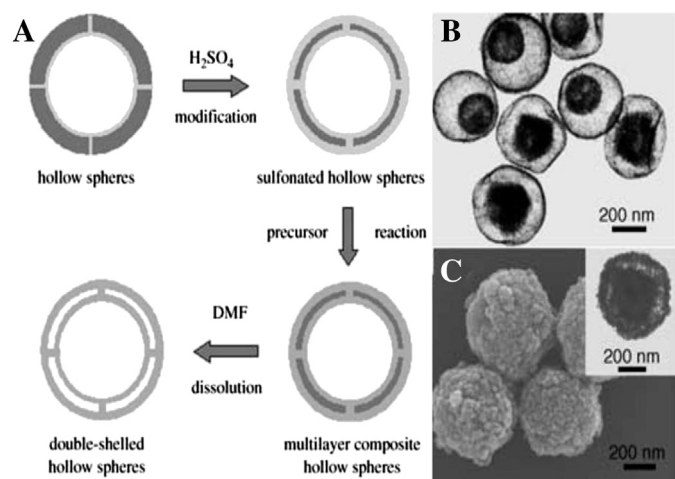 A
H₂SO₄
modification
hollow spheres
sulfonated hollow spheres
precursor reaction
DMF
dissolution
double-shelled
hollow spheres
multilayer composite
hollow spheres
B
200 nm
C
200 nm
200 nm